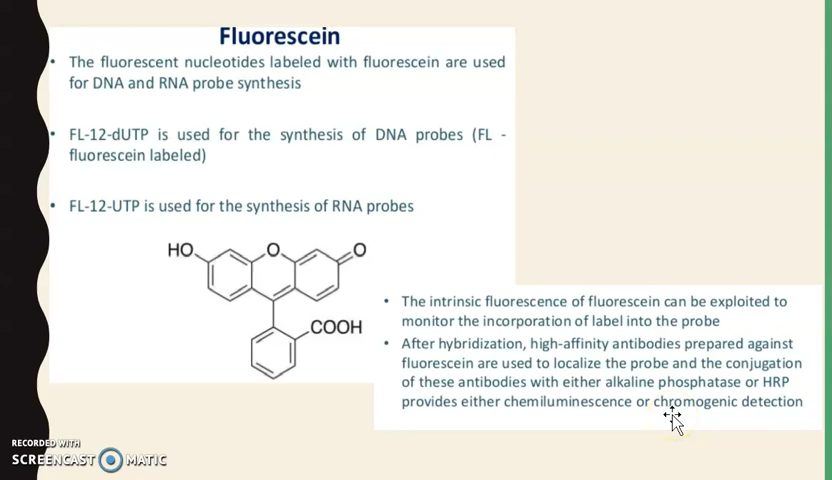 Fluorescein
• The fluorescent nucleotides labeled with fluorescein are used
for DNA and RNA probe synthesis
• FL-12-dUTP is used for the synthesis of DNA probes (FL -
fluorescein labeled)
• FL-12-UTP is used for the synthesis of RNA probes
HO
O
O
COOH
• The intrinsic fluorescence of fluorescein can be exploited to
monitor the incorporation of label into the probe
• After hybridization, high-affinity antibodies prepared against
fluorescein are used to localize the probe and the conjugation
of these antibodies with either alkaline phosphatase or HRP
provides either chemiluminescence or chromogenic detection
RECORDED WITH
SCREENCAST MATIC